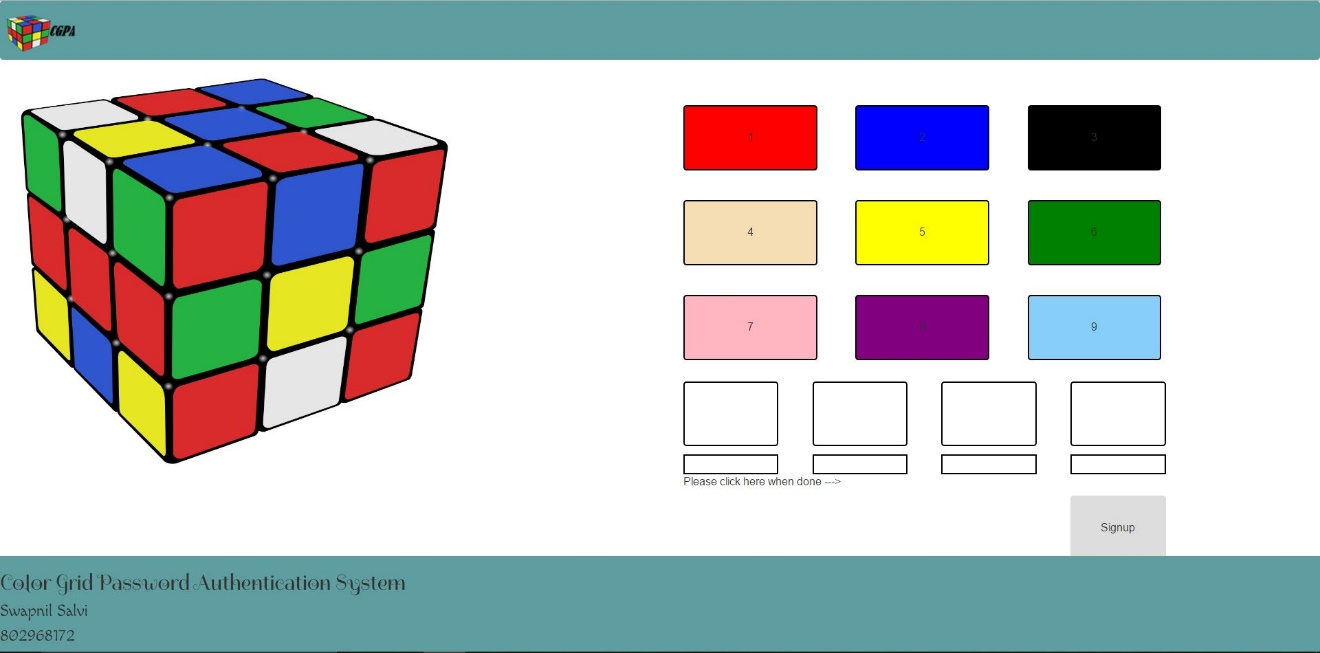 CGPA
1 2 3
4 5 6
7 8 9
Please click here when done --->
Signup
Color Grid Password Authentication System
Swapnil Salvi
802968172